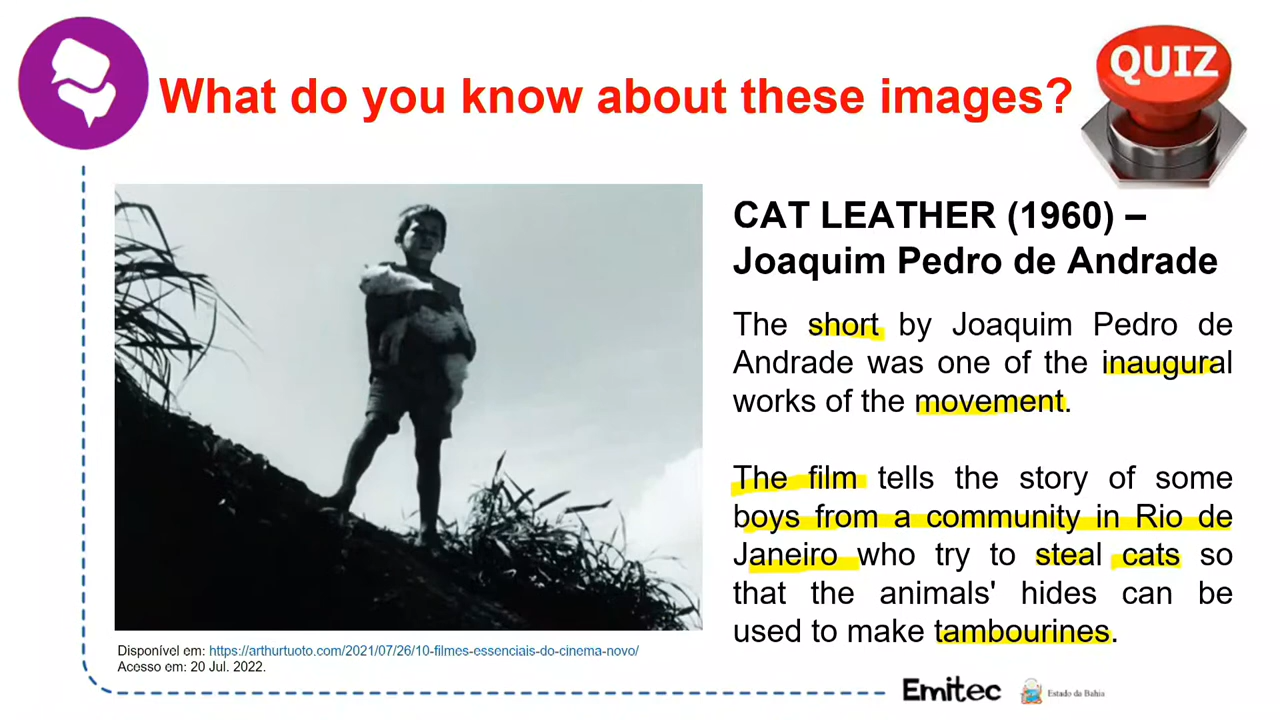 What do you know about these images?
QUIZ
CAT LEATHER (1960) –
Joaquim Pedro de Andrade
The short by Joaquim Pedro de
Andrade was one of the inaugural
works of the movement.
The film tells the story of some
boys from a community in Rio de
Janeiro who try to steal cats so
that the animals' hides can be
used to make tambourines.
Disponível em: https://arthurtuoto.com/2021/07/26/10-filmes-essenciais-do-cinema-novo/
Acesso em: 20 Jul. 2022.
Emitec
Estado da Bahia